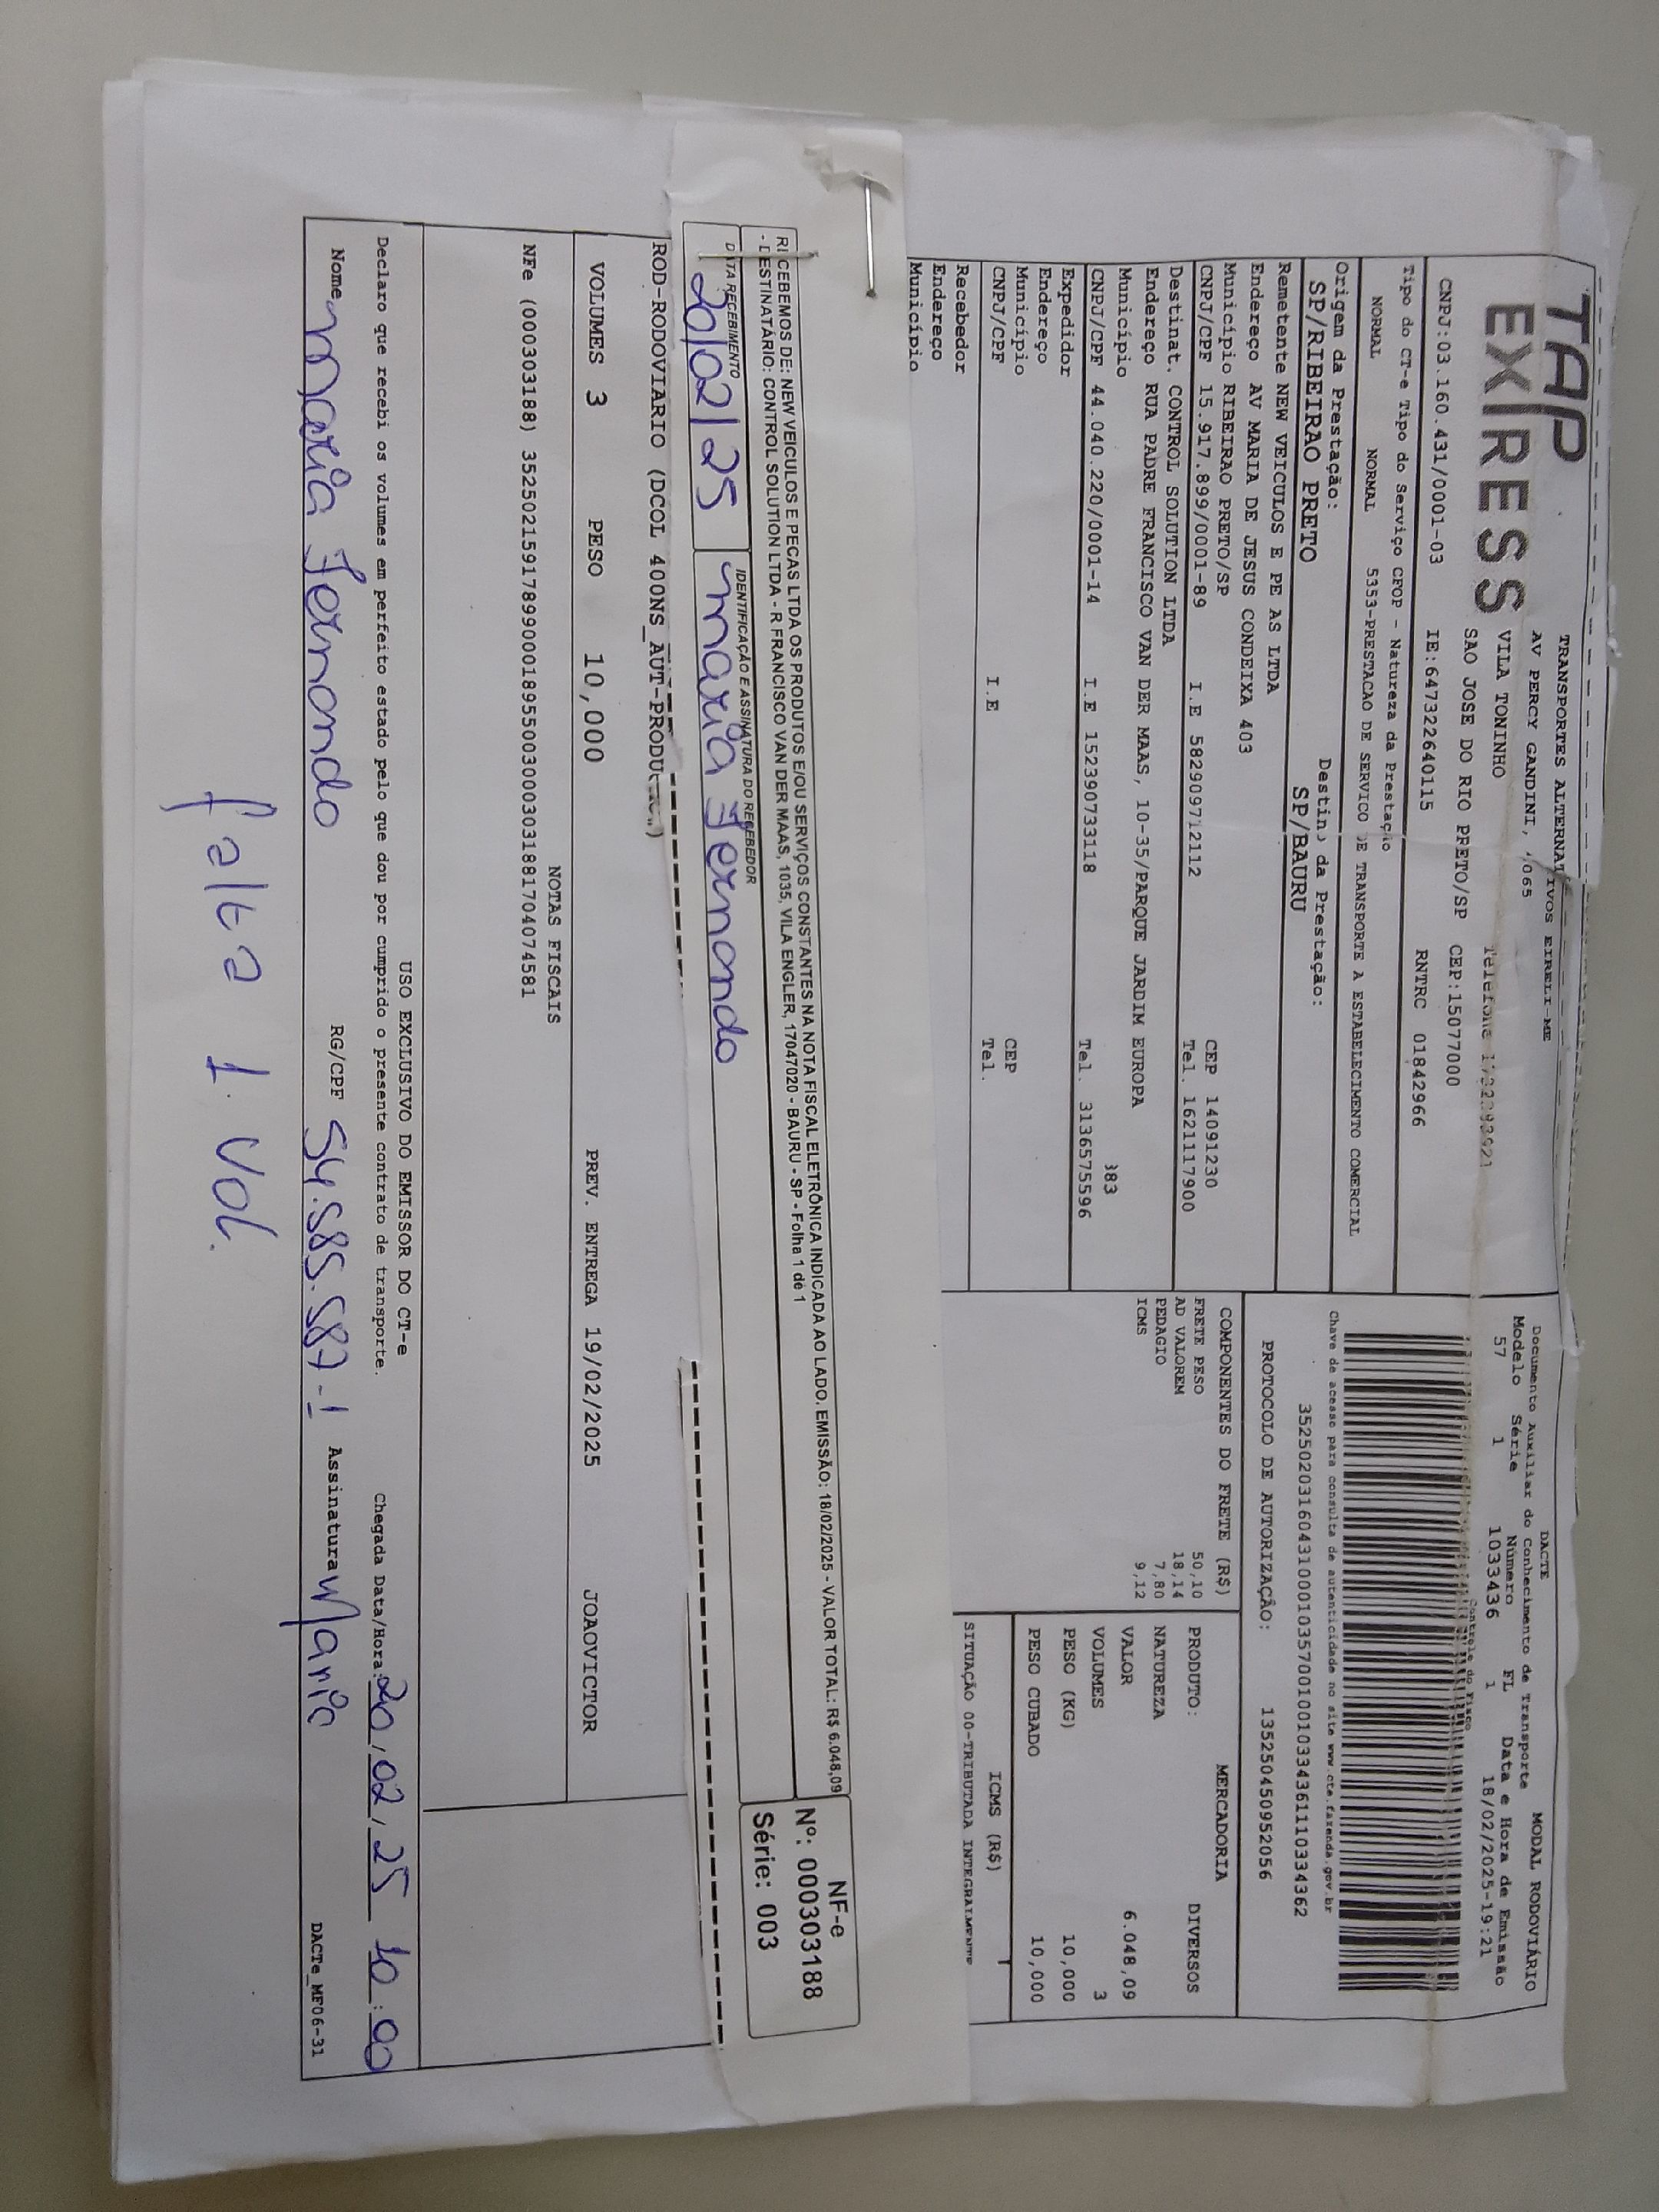 TAP
EXPRESS
TRANSPORTES ALTERNATIVOS EIRELI-ME
AV PERCY GANDINI,
VILA TONINHO
SAO JOSE DO RIO PRETO/SP CEP:15077000
CNPJ:03.160.431/0001-03 IE:647322640115 RNTRC 01842966
Tipo do CT-e Tipo do Serviço CFOP - Natureza da Prestação
NORMAL NORMAL 5353-PRESTACAO DE SERVICO DE TRANSPORTE A ESTABELECIMENTO COMERCIAL
Origem da Prestação: Destino da Prestação:
SP/RIBEIRAO PRETO SP/BAURU
Remetente NEW VEICULOS E PE AS LTDA
Endereço AV MARIA DE JESUS CONDEIXA 403
Município RIBEIRAO PRETO/SP CEP 14091230
CNPJ/CPF 15.917.899/0001-89 I.E 582909712112 Tel. 1621117900
Destinat. CONTROL SOLUTION LTDA
Endereço RUA PADRE FRANCISCO VAN DER MAAS, 10-35/PARQUE JARDIM EUROPA
Município 383
CNPJ/CPF 44.040.220/0001-14 I.E 152390733118 Tel. 3136575596
Expedidor
Endereço
Município CEP
CNPJ/CPF I.E Tel.
Recebedor
Endereço
Município
DACTE MODAL RODOVIÁRIO
Documento Auxiliar do Conhecimento de Transporte
Modelo Série Número FL Data e Hora de Emissão
57 1 1033436 1 18/02/2025-19:21
Controle do Fisco
Chave de acesso para consulta de autenticidade no site www.cte.fazenda.gov.br
35250203160431000103570010010334361110334362
PROTOCOLO DE AUTORIZAÇÃO: 135250450952056
COMPONENTES DO FRETE (R$)
FRETE PESO 50,10
AD VALOREM 18,14
PEDAGIO 7,80
ICMS 9,12
MERCADORIA
PRODUTO: DIVERSOS
NATUREZA
VALOR 6.048,09
VOLUMES 3
PESO (KG) 10,000
PESO CUBADO 10,000
ICMS (R$)
SITUAÇÃO 00-TRIBUTADA INTEGRALMENTE
RECEBEMOS DE: NEW VEICULOS E PECAS LTDA OS PRODUTOS E/OU SERVIÇOS CONSTANTES NA NOTA FISCAL ELETRÔNICA INDICADA AO LADO. EMISSÃO: 18/02/2025 - VALOR TOTAL: R$ 6.048,09
- DESTINATÁRIO: CONTROL SOLUTION LTDA - R FRANCISCO VAN DER MAAS, 1035, VILA ENGLER, 17047020 - BAURU - SP - Folha 1 de 1
DATA RECEBIMENTO IDENTIFICAÇÃO E ASSINATURA DO RECEBEDOR
20/02/25 Maria Fernanda
NF-e
Nº: 000303188
Série: 003
ROD-RODOVIARIO (DCOL 400NS_AUT-PRODU
VOLUMES 3 PESO 10,000 PREV. ENTREGA 19/02/2025 JOAOVICTOR
NOTAS FISCAIS
NFe (000303188) 35250215917899000189550030003031881704074581
USO EXCLUSIVO DO EMISSOR DO CT-e
Declaro que recebi os volumes em perfeito estado pelo que dou por cumprido o presente contrato de transporte. Chegada Data/Hora: 20/02/25 10:00
Nome Maria Fernanda RG/CPF 54.585.587-1 Assinatura Maria
DACTe_MF06-31
falta 1 vol.